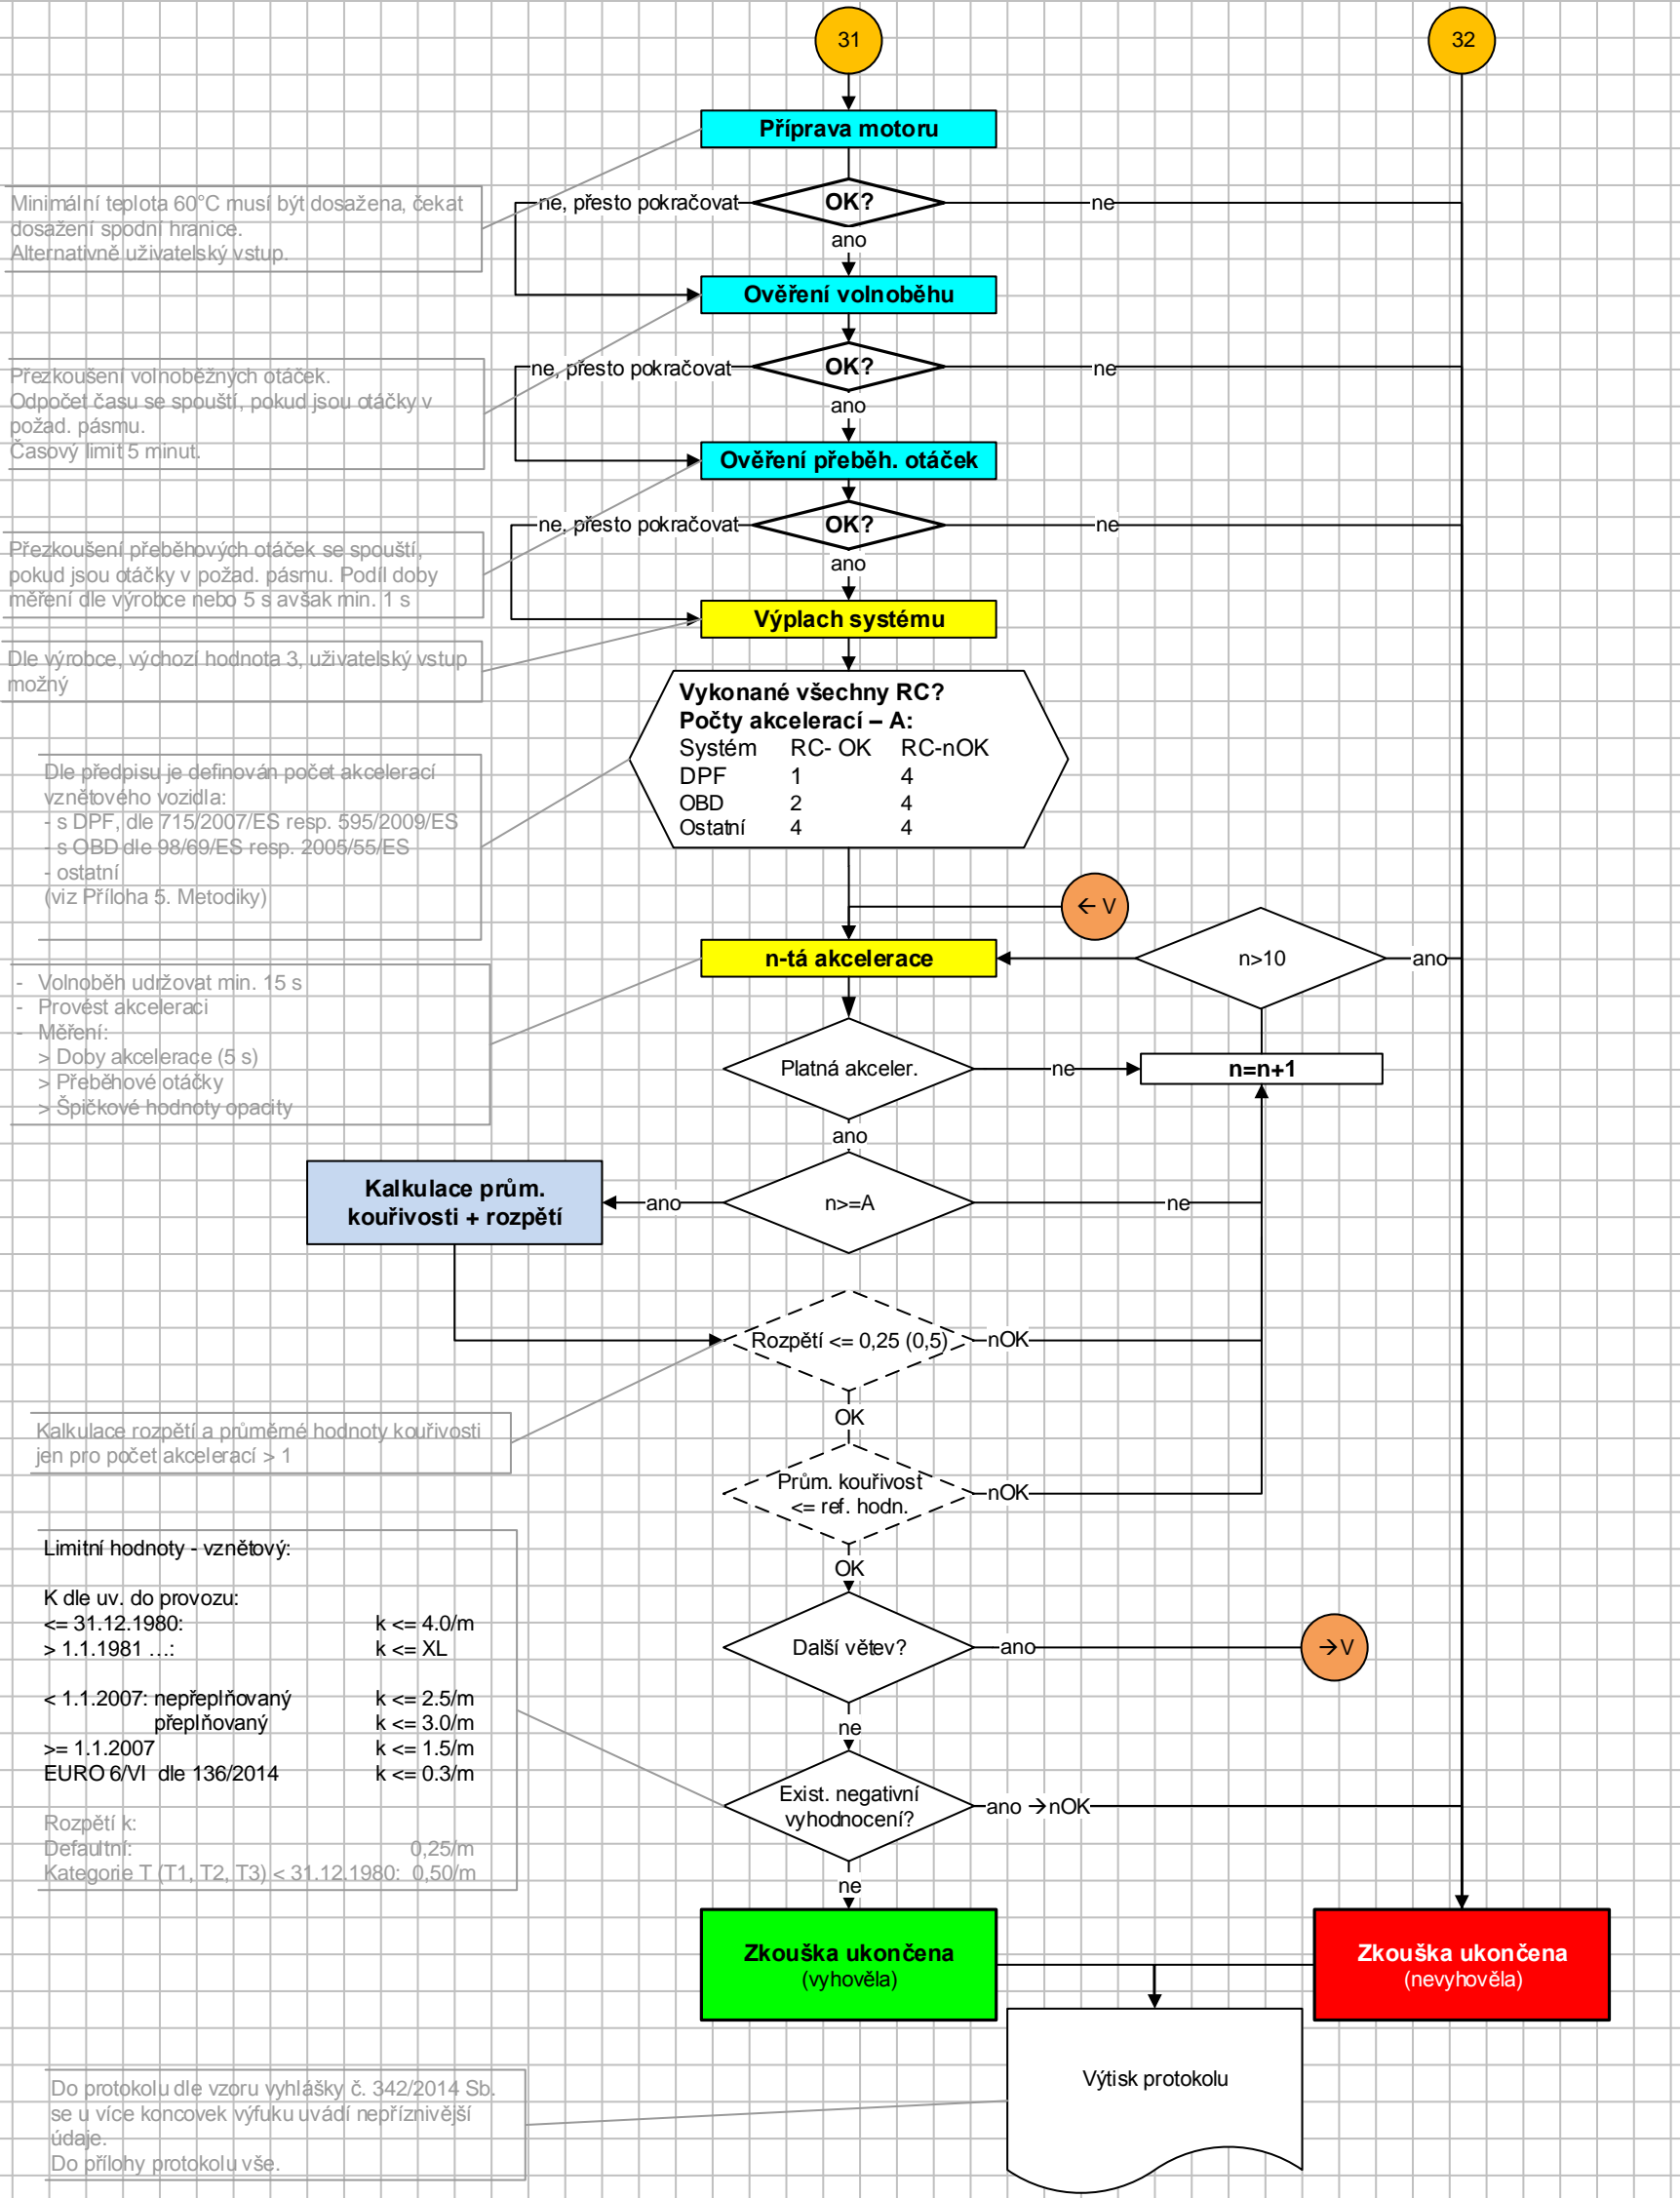 31
32
Příprava motoru
Minimální teplota 60°C musí být dosažena, čekat
dosažení spodní hranice.
Alternativně uživatelský vstup.
ne, přesto pokračovat
OK?
ne
ano
Ověření volnoběhu
Přezkoušení volnoběžných otáček.
Odpočet času se spouští, pokud jsou otáčky v
požad. pásmu.
Časový limit 5 minut.
ne, přesto pokračovat
OK?
ne
ano
Ověření přeběh. otáček
Přezkoušení přeběhových otáček se spouští,
pokud jsou otáčky v požad. pásmu. Podíl doby
měření dle výrobce nebo 5 s avšak min. 1 s
ne, přesto pokračovat
OK?
ne
ano
Výplach systému
Dle výrobce, výchozí hodnota 3, uživatelský vstup
možný
Vykonané všechny RC?
Počty akcelerací – A:
Systém RC- OK RC-nOK
DPF 1 4
OBD 2 4
Ostatní 4 4
Dle předpisu je definován počet akcelerací
vznětového vozidla:
- s DPF, dle 715/2007/ES resp. 595/2009/ES
- s OBD dle 98/69/ES resp. 2005/55/ES
- ostatní
(viz Příloha 5. Metodiky)
← V
n-tá akcelerace
n>10
ano
- Volnoběh udržovat min. 15 s
- Provést akceleraci
- Měření:
> Doby akcelerace (5 s)
> Přeběhové otáčky
> Špičkové hodnoty opacity
Platná akceler.
ne
n=n+1
ano
Kalkulace prům.
kouřivosti + rozpětí
ano
n>=A
ne
Rozpětí <= 0,25 (0,5)
nOK
OK
Kalkulace rozpětí a průměrné hodnoty kouřivosti
jen pro počet akcelerací > 1
Prům. kouřivost
<= ref. hodn.
nOK
OK
Limitní hodnoty - vznětový:
K dle uv. do provozu:
<= 31.12.1980: k <= 4.0/m
> 1.1.1981 ...: k <= XL
< 1.1.2007: nepřeplňovaný k <= 2.5/m
přeplňovaný k <= 3.0/m
>= 1.1.2007 k <= 1.5/m
EURO 6/VI dle 136/2014 k <= 0.3/m
Rozpětí k:
Defaultní: 0,25/m
Kategorie T (T1, T2, T3) < 31.12.1980: 0,50/m
Další větev?
ano
→V
ne
Exist. negativní
vyhodnocení?
ano →nOK
ne
Zkouška ukončena
(vyhověla)
Zkouška ukončena
(nevyhověla)
Výtisk protokolu
Do protokolu dle vzoru vyhlášky č. 342/2014 Sb.
se u více koncovek výfuku uvádí nepříznivější
údaje.
Do přílohy protokolu vše.